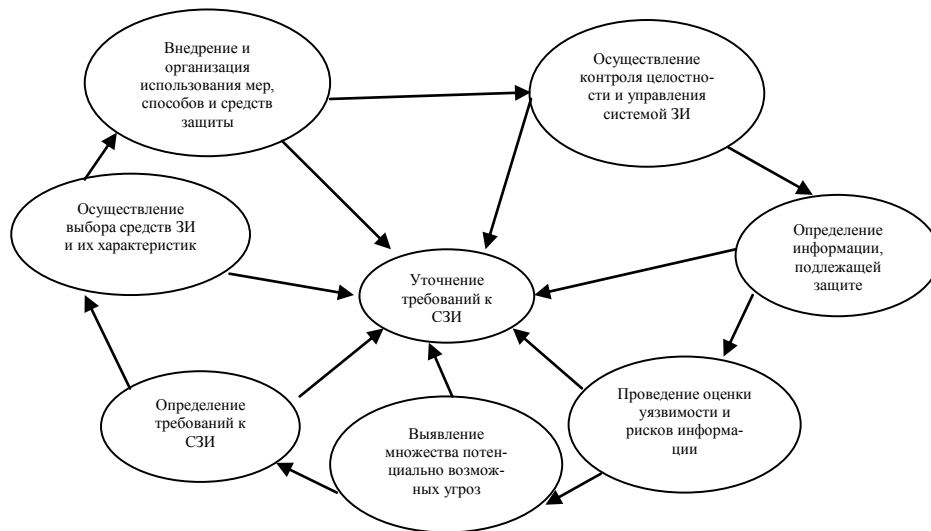 Внедрение и
организация
использования мер,
способов и средств
защиты
Осуществление
контроля целостно-
сти и управления
системой ЗИ
Осуществление
выбора средств ЗИ
и их характеристик
Определение
информации,
подлежащей
защите
Уточнение
требований к
СЗИ
Определение
требований к
СЗИ
Выявление
множества потен-
циально возмож-
ных угроз
Проведение оценки
уязвимости и
рисков информа-
ции